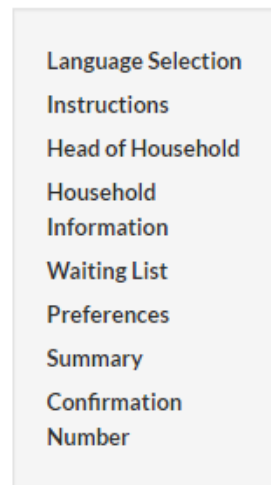 Language Selection
Instructions
Head of Household
Household
Information
Waiting List
Preferences
Summary
Confirmation
Number